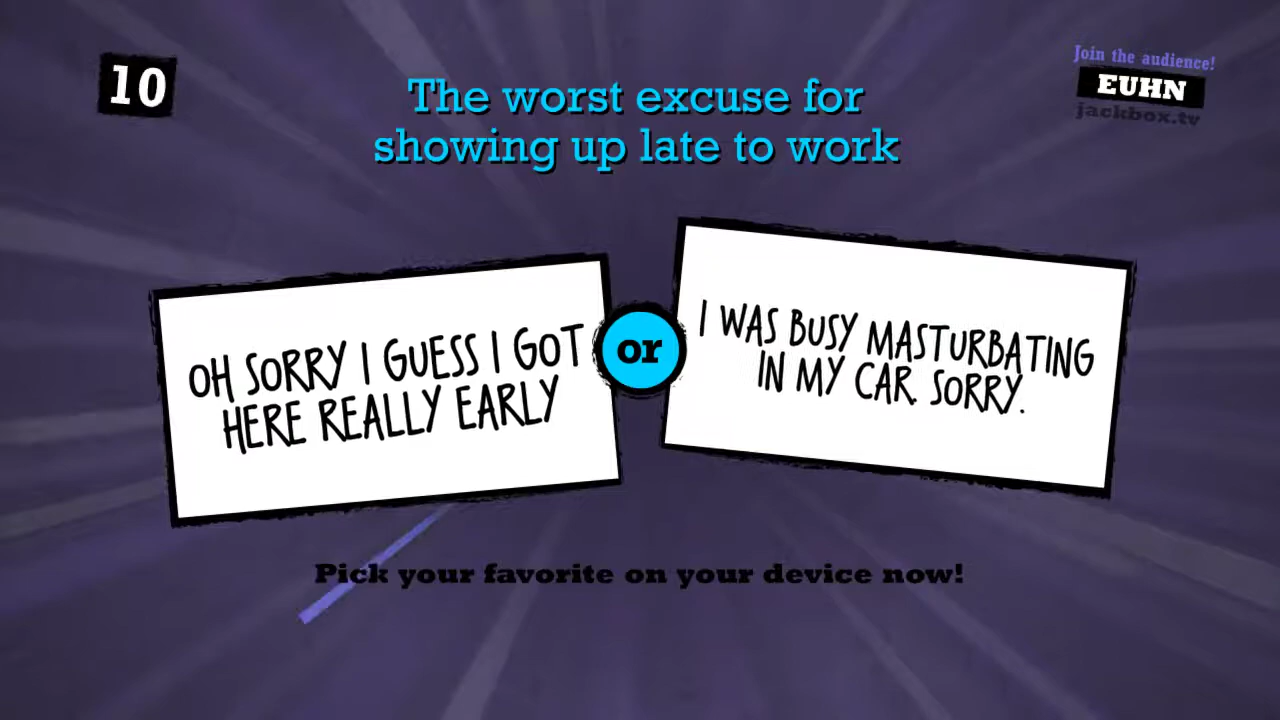 10
Join the audience!
EUHN
jackbox.tv
The worst excuse for
showing up late to work
OH SORRY I GUESS I GOT
HERE REALLY EARLY
or
I WAS BUSY MASTURBATING
IN MY CAR. SORRY.
Pick your favorite on your device now!